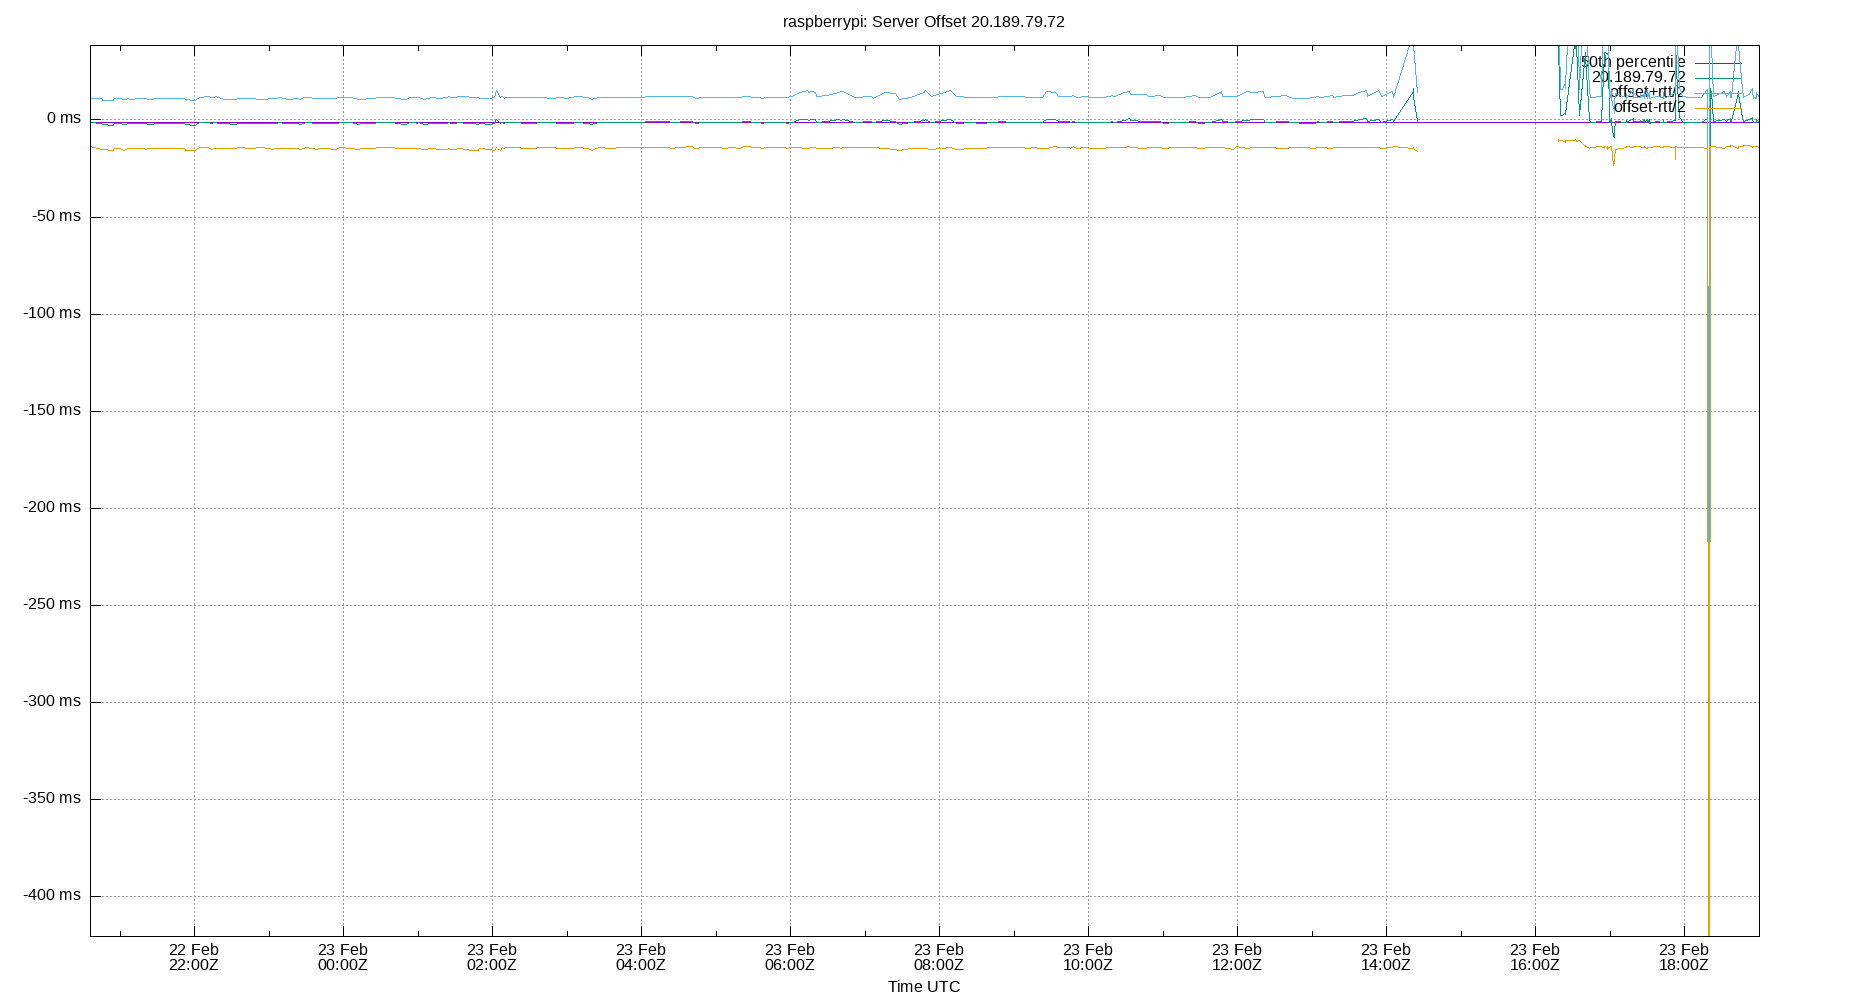 raspberrypi: Server Offset 20.189.79.72
50th percentile
20.189.79.72
offset+rtt/2
offset-rtt/2
0 ms
-50 ms
-100 ms
-150 ms
-200 ms
-250 ms
-300 ms
-350 ms
-400 ms
22 Feb 23 Feb 23 Feb 23 Feb 23 Feb 23 Feb 23 Feb 23 Feb 23 Feb 23 Feb 23 Feb
22:00Z 00:00Z 02:00Z 04:00Z 06:00Z 08:00Z 10:00Z 12:00Z 14:00Z 16:00Z 18:00Z
Time UTC